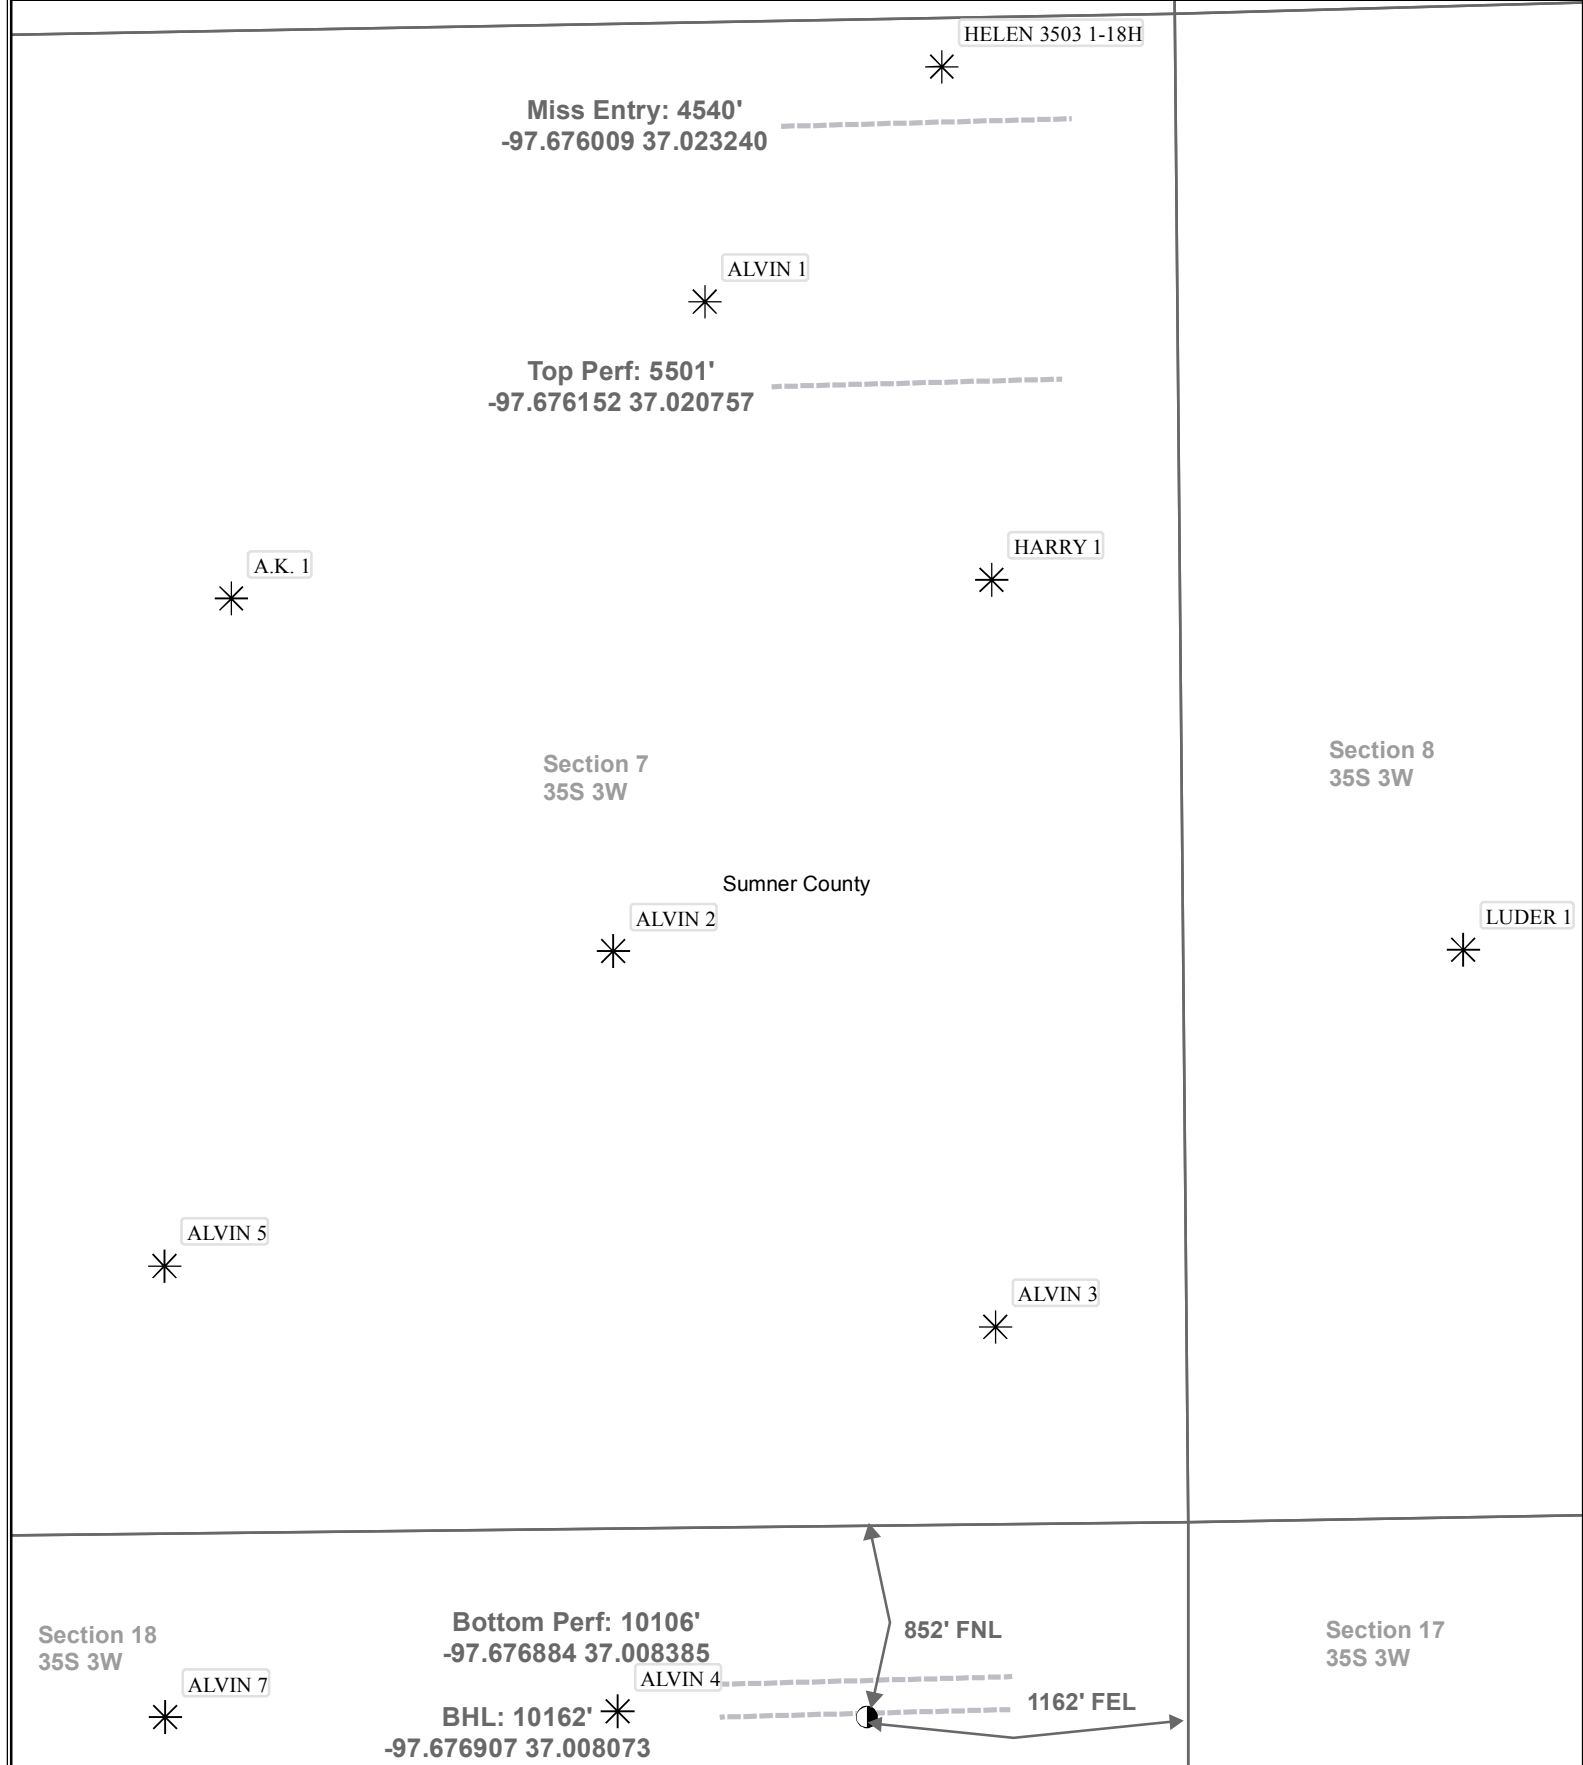 HELEN 3503 1-18H
Miss Entry: 4540'
-97.676009 37.023240
ALVIN 1
Top Perf: 5501'
-97.676152 37.020757
HARRY 1
A.K. 1
Section 7
35S 3W
Section 8
35S 3W
Sumner County
ALVIN 2
LUDER 1
ALVIN 5
ALVIN 3
Section 18
35S 3W
Bottom Perf: 10106'
-97.676884 37.008385
852' FNL
Section 17
35S 3W
ALVIN 7
ALVIN 4
BHL: 10162'
-97.676907 37.008073
1162' FEL